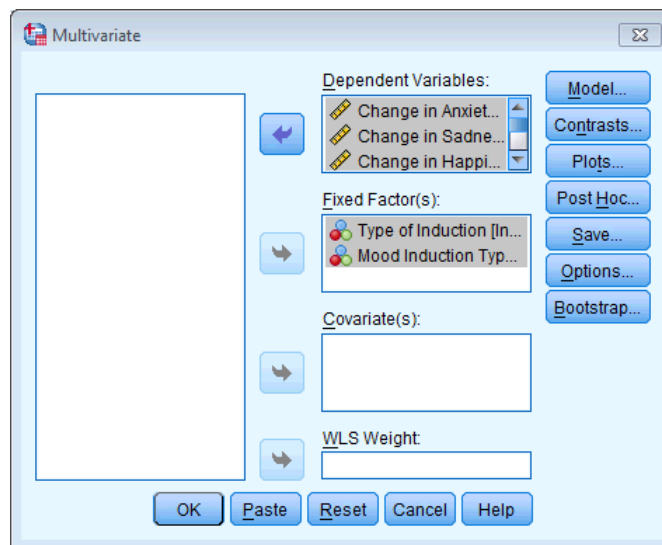 Multivariate
Dependent Variables:
Change in Anxiet...
Change in Sadne...
Change in Happi...
Fixed Factor(s):
Type of Induction [In...
Mood Induction Typ...
Covariate(s):
WLS Weight:
Model...
Contrasts...
Plots...
Post Hoc...
Save...
Options...
Bootstrap...
OK Paste Reset Cancel Help